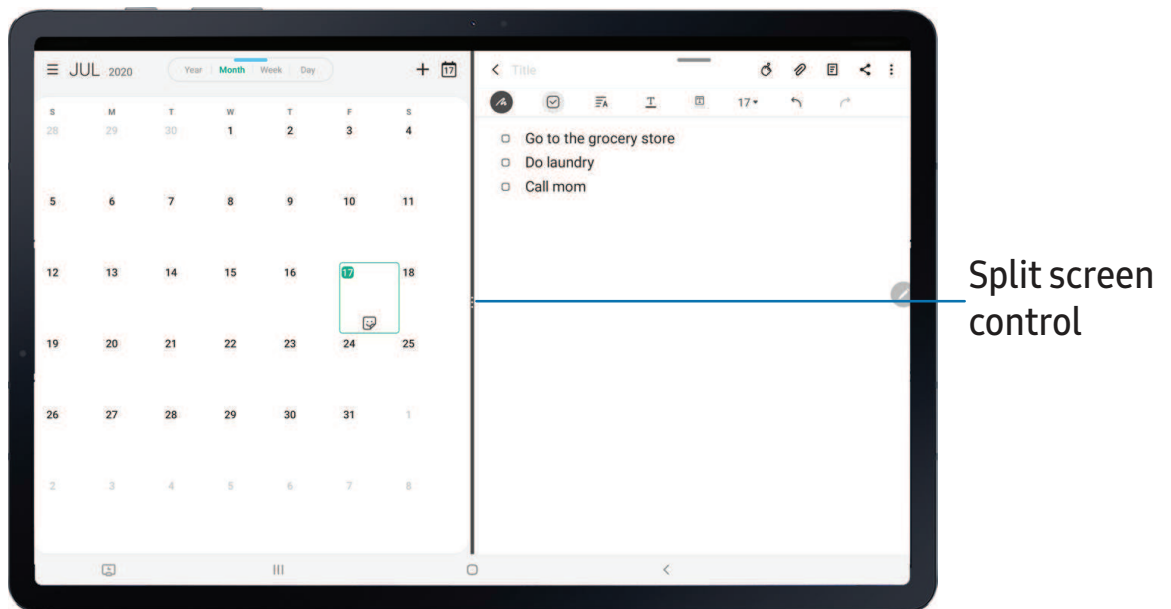 JUL 2020 Year Month Week Day 17
S M T W T F S
28 29 30 1 2 3 4
5 6 7 8 9 10 11
12 13 14 15 16 17 18
19 20 21 22 23 24 25
26 27 28 29 30 31 1
2 3 4 5 6 7 8
Title
17
Go to the grocery store
Do laundry
Call mom
Split screen
control